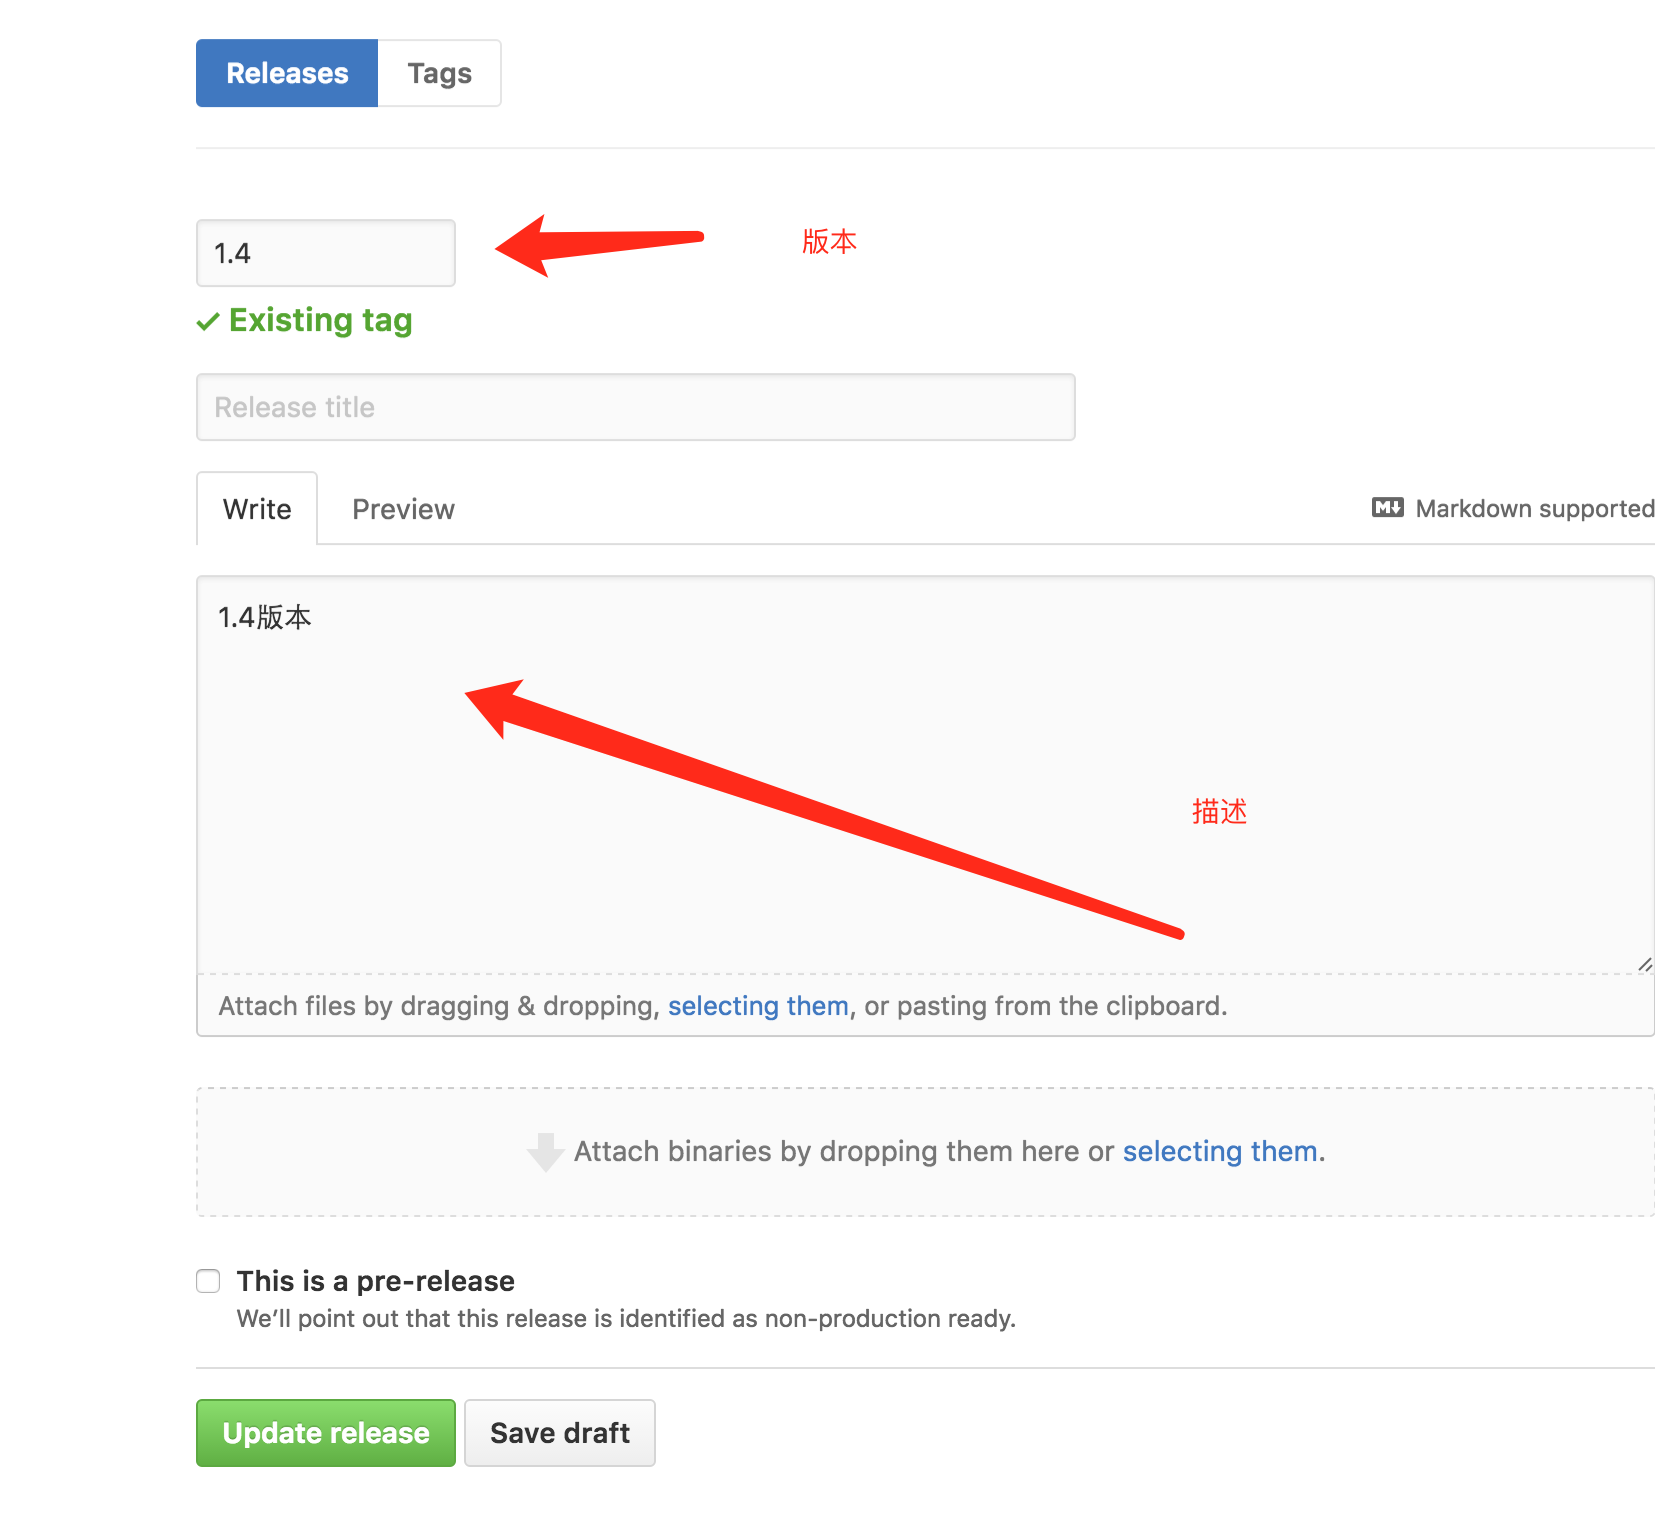 Releases Tags
1.4 版本
Existing tag
Release title
Write Preview Markdown supported
1.4版本
描述
Attach files by dragging & dropping, selecting them, or pasting from the clipboard.
Attach binaries by dropping them here or selecting them.
This is a pre-release
We’ll point out that this release is identified as non-production ready.
Update release Save draft